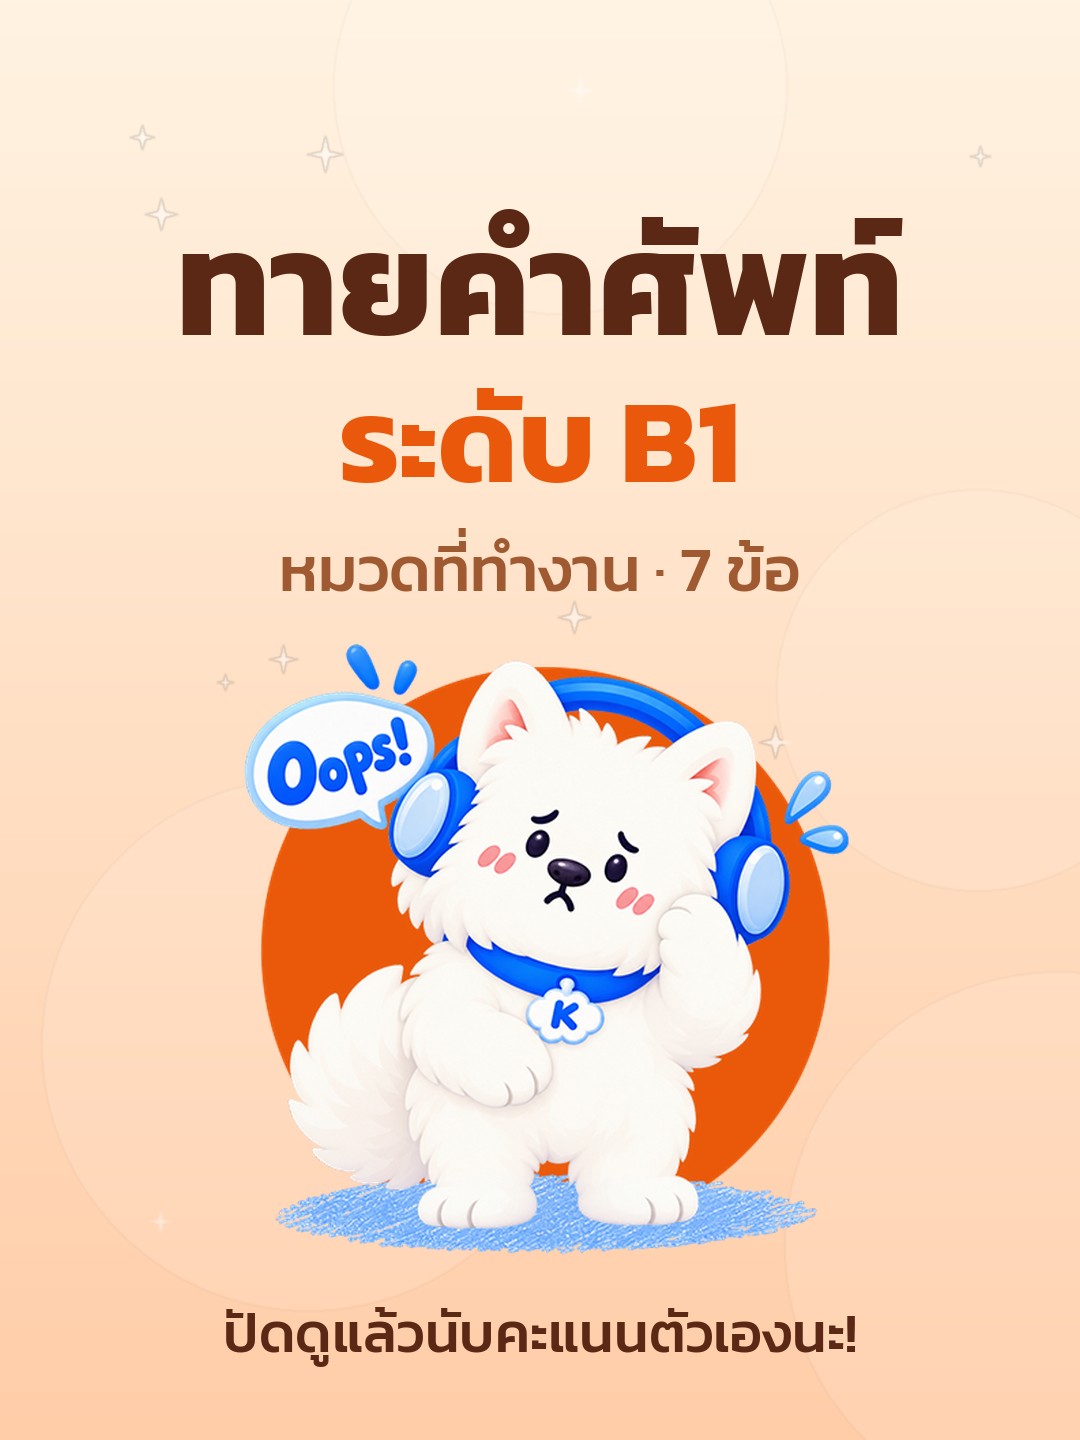 ทายคำศัพท์
ระดับ B1
หมวดที่ทำงาน · 7 ข้อ
Oops!
K
ปัดดูแล้วนับคะแนนตัวเองนะ!